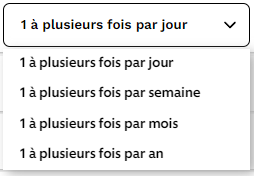 1 à plusieurs fois par jour
1 à plusieurs fois par jour
1 à plusieurs fois par semaine
1 à plusieurs fois par mois
1 à plusieurs fois par an